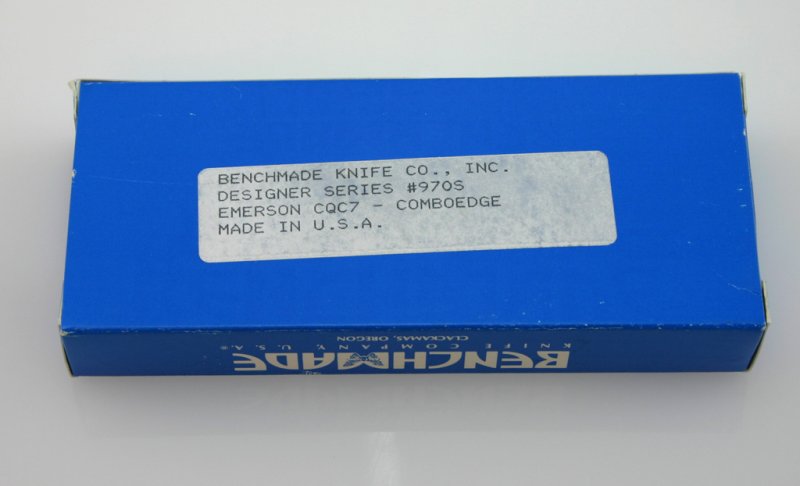 BENCHMADE KNIFE CO., INC.
DESIGNER SERIES #970S
EMERSON CQC7 - COMBOEDGE
MADE IN U.S.A.
BENCHMADE
KNIFE COMPANY, U.S.A.®
CLACKAMAS, OREGON